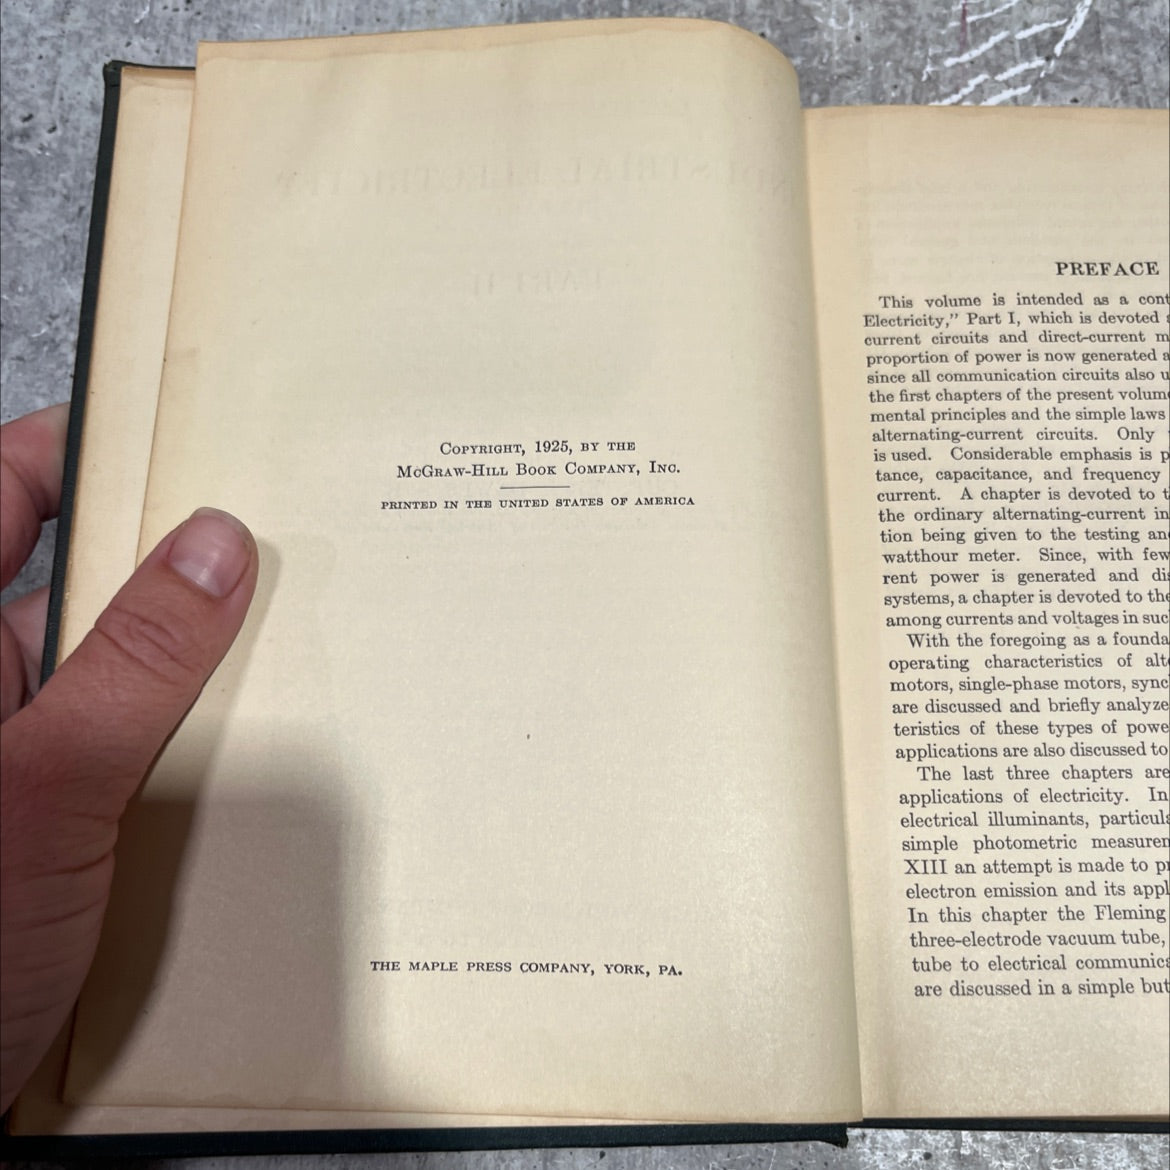 COPYRIGHT, 1925, BY THE
MCGRAW-HILL BOOK COMPANY, INC.
PRINTED IN THE UNITED STATES OF AMERICA
THE MAPLE PRESS COMPANY, YORK, PA.
PREFACE
This volume is intended as a cont
Electricity," Part I, which is devoted
current circuits and direct-current m
proportion of power is now generated a
since all communication circuits also u
the first chapters of the present volum
mental principles and the simple laws
alternating-current circuits. Only
is used. Considerable emphasis is p
tance, capacitance, and frequency
current. A chapter is devoted to t
the ordinary alternating-current in
tion being given to the testing an
watthour meter. Since, with few
rent power is generated and dis
systems, a chapter is devoted to the
among currents and voltages in suc
With the foregoing as a founda
operating characteristics of alt
motors, single-phase motors, sync
are discussed and briefly analyze
teristics of these types of powe
applications are also discussed to
The last three chapters are
applications of electricity. In
electrical illuminants, particul
simple photometric measurem
XIII an attempt is made to pr
electron emission and its appl
In this chapter the Fleming
three-electrode vacuum tube,
tube to electrical communica
are discussed in a simple but